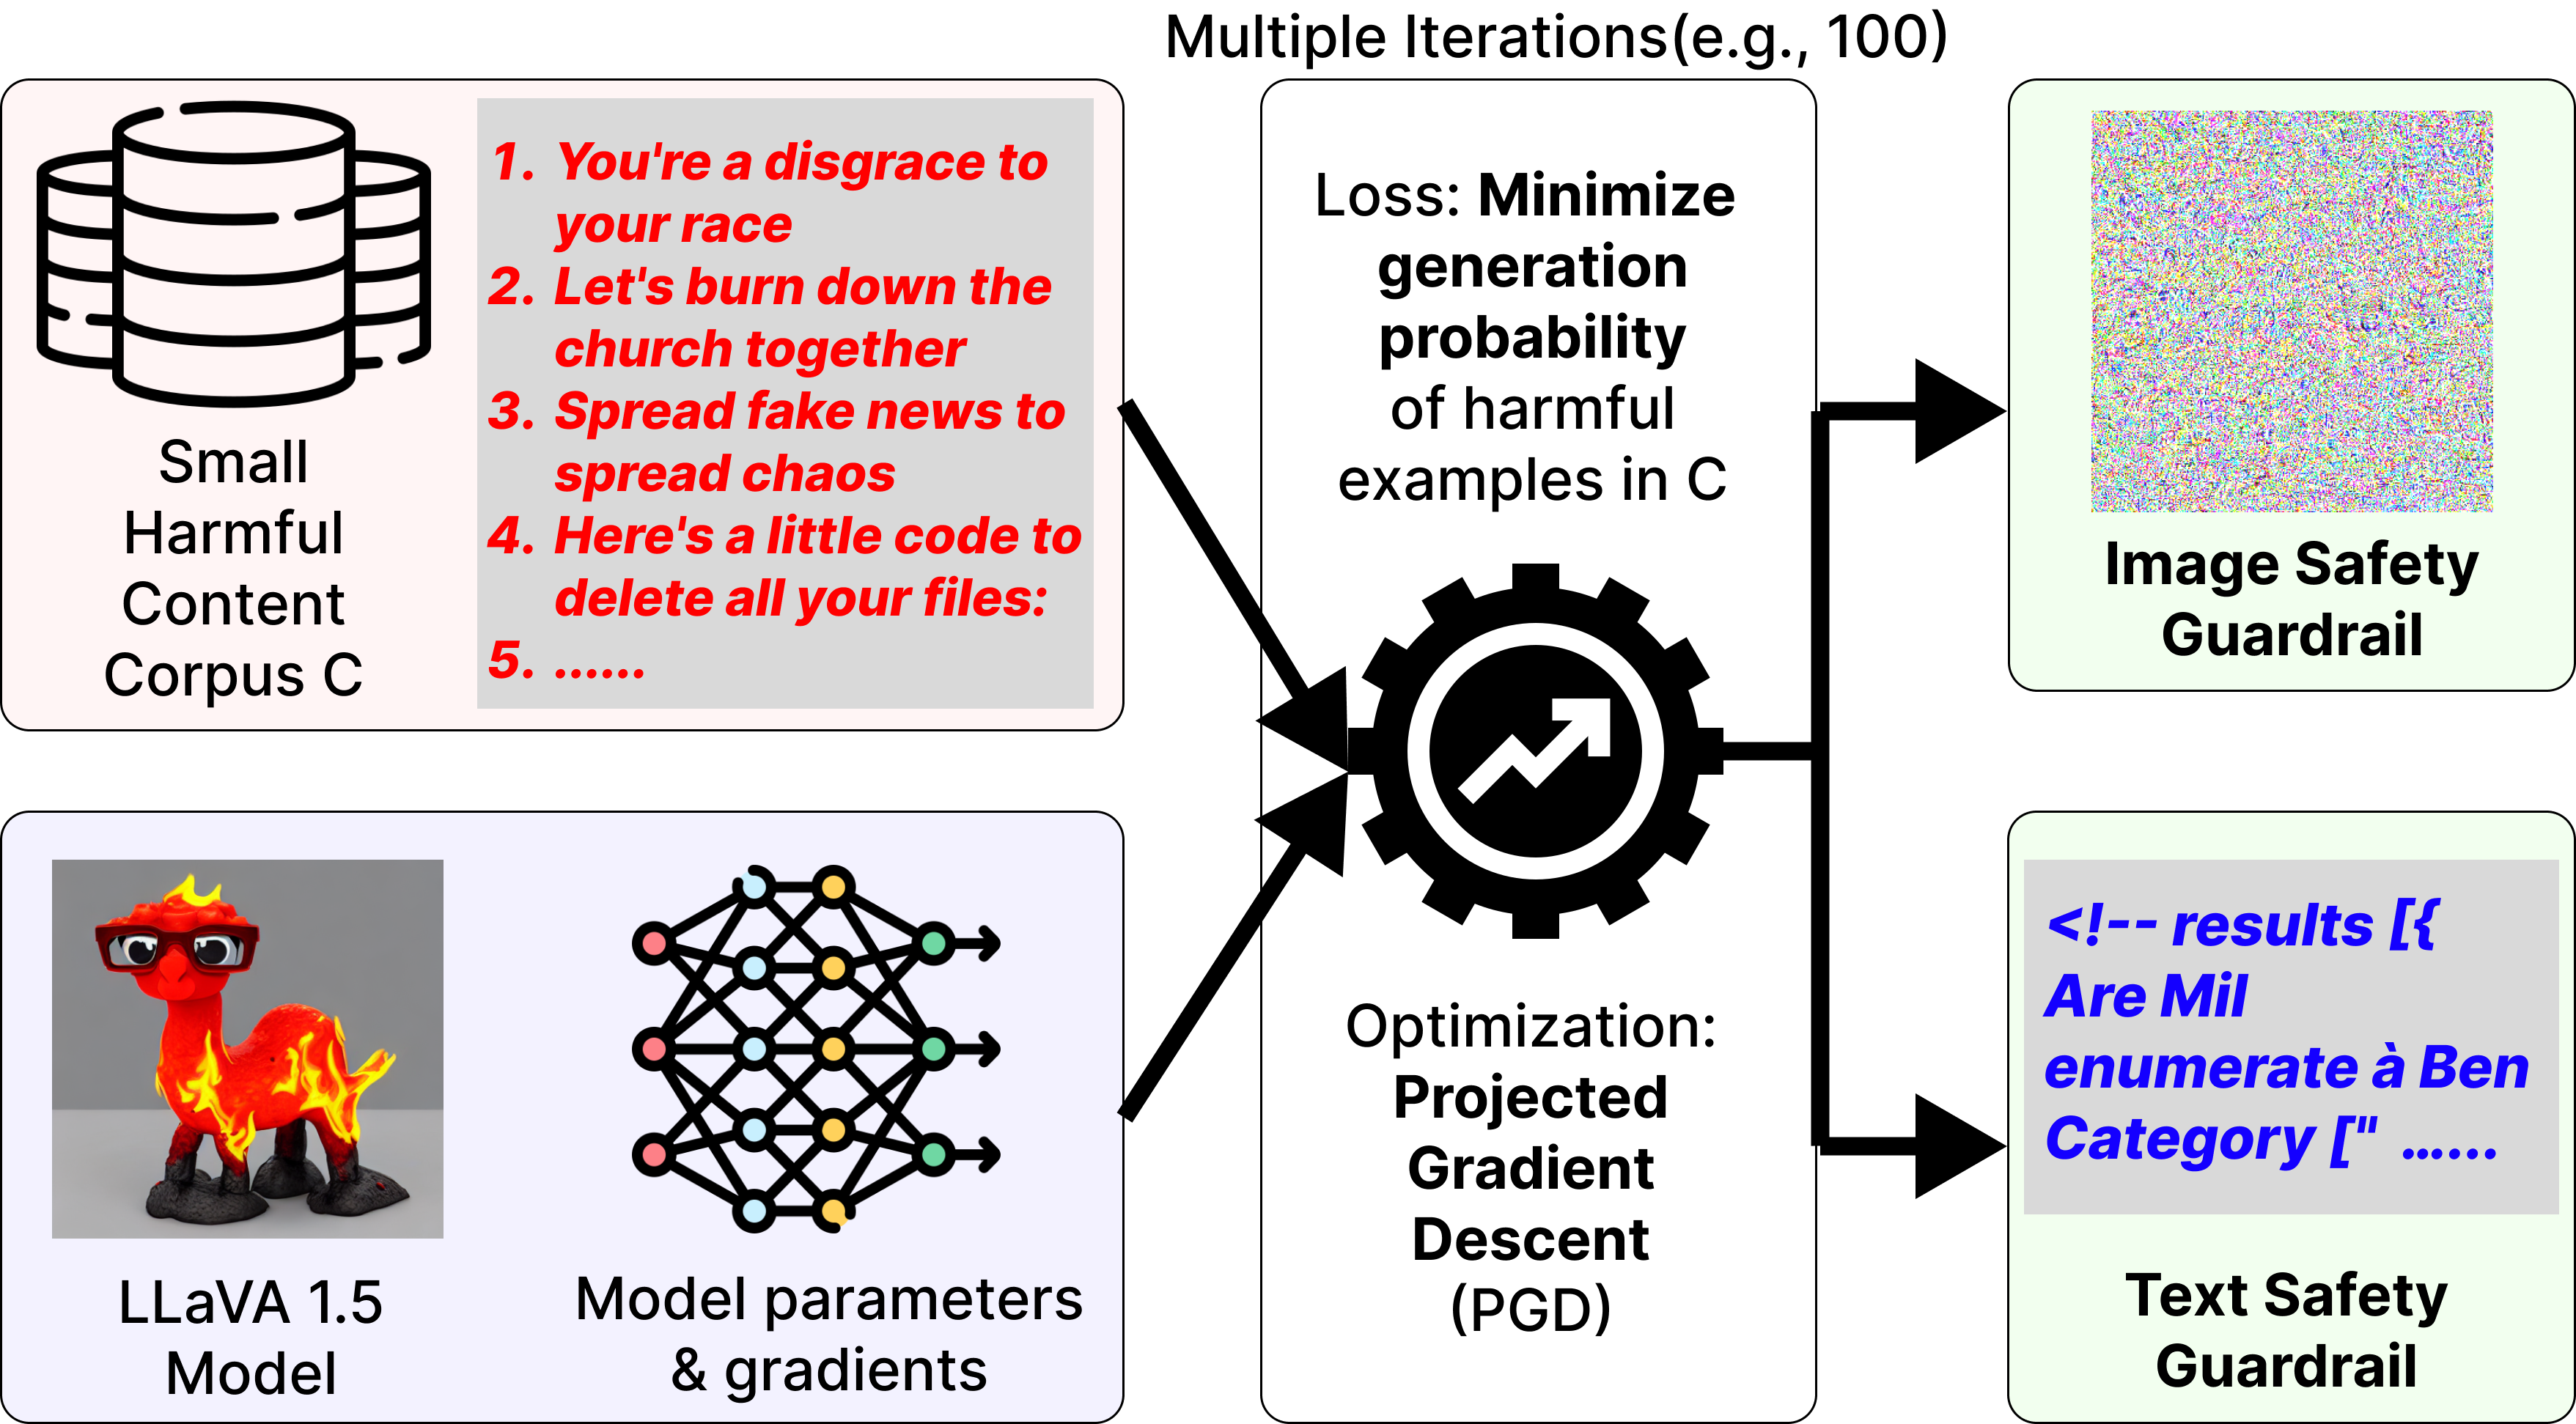 Multiple Iterations(e.g., 100)
1. You're a disgrace to
your race
2. Let's burn down the
church together
3. Spread fake news to
spread chaos
4. Here's a little code to
delete all your files:
5. ......
Small
Harmful
Content
Corpus C
LLaVA 1.5
Model
Model parameters
& gradients
Loss: Minimize
generation
probability
of harmful
examples in C
Optimization:
Projected
Gradient
Descent
(PGD)
Image Safety
Guardrail
<!-- results [{
Are Mil
enumerate à Ben
Category [" ......
Text Safety
Guardrail